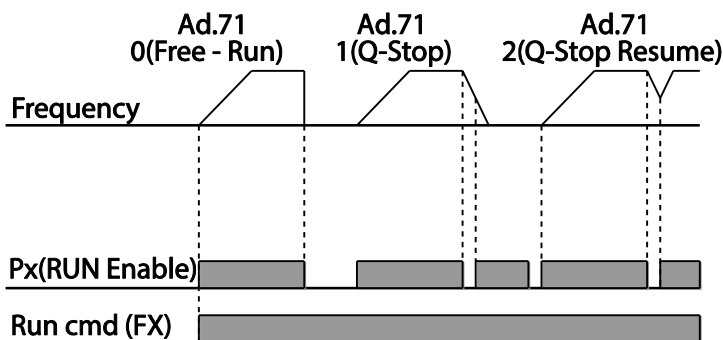 Ad.71
0(Free - Run)
Ad.71
1(Q-Stop)
Ad.71
2(Q-Stop Resume)
Frequency
Px(RUN Enable)
Run cmd (FX)